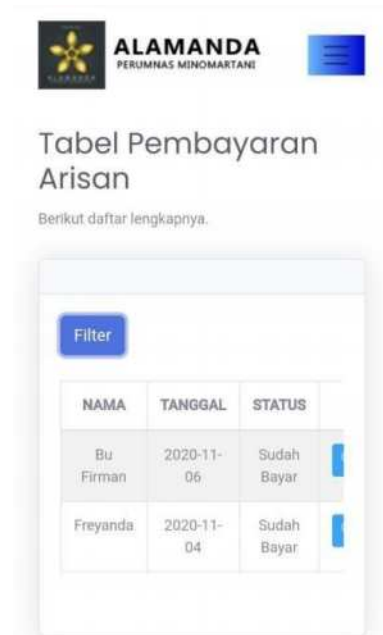 ALAMANDA
PERUMNAS MINOMARTANI
Tabel Pembayaran
Arisan
Berikut daftar lengkapnya.
Filter
NAMA TANGGAL STATUS
Bu Firman 2020-11-06 Sudah Bayar
Freyanda 2020-11-04 Sudah Bayar